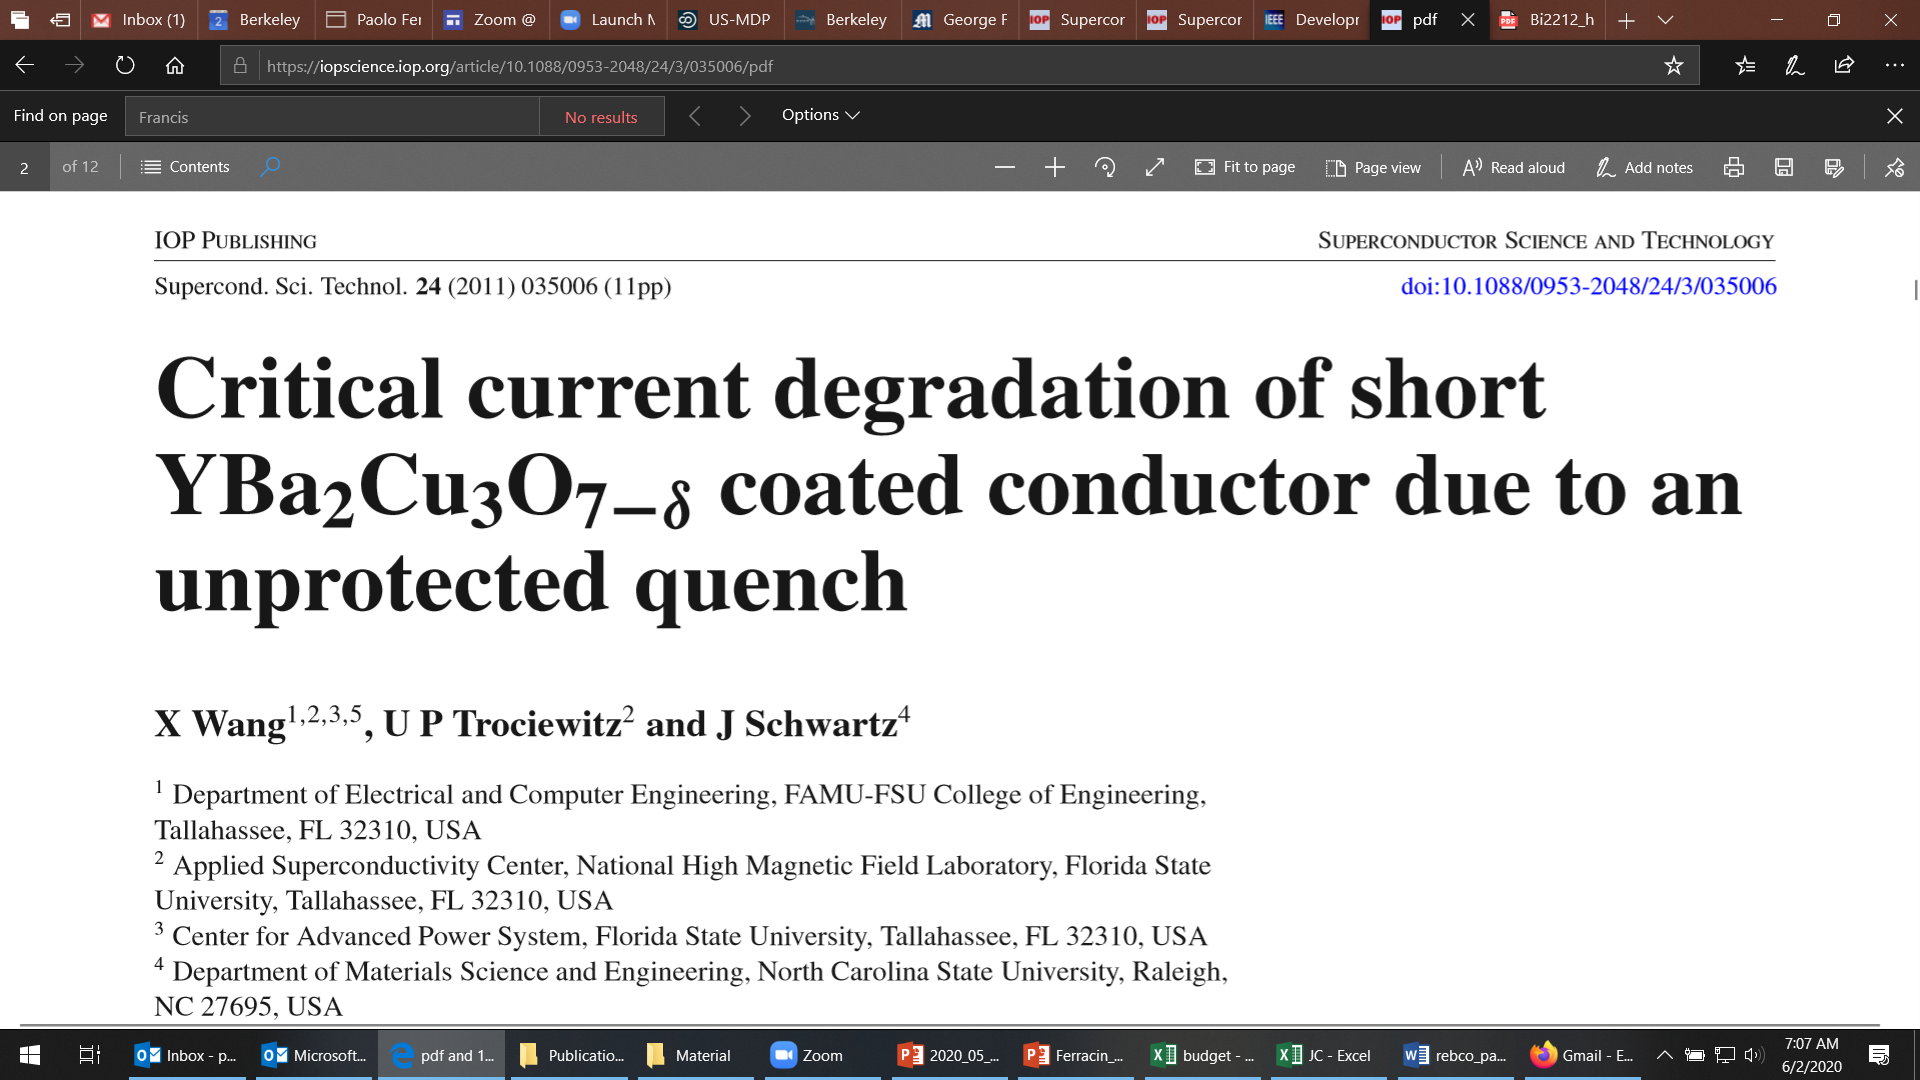 Inbox (1)
2 Berkeley
Paolo Fer
Zoom @
Launch M
US-MDP
Berkeley
George F
IOP Supercor
IOP Supercor
IEEE Developr
IOP pdf
PDF Bi2212_h
https://iopscience.iop.org/article/10.1088/0953-2048/24/3/035006/pdf
Find on page
Francis
No results
Options
2 of 12
Contents
Fit to page
Page view
Read aloud
Add notes
IOP PUBLISHING
SUPERCONDUCTOR SCIENCE AND TECHNOLOGY
Supercond. Sci. Technol. 24 (2011) 035006 (11pp)
doi:10.1088/0953-2048/24/3/035006
Critical current degradation of short
YBa₂Cu₃O₇₋δ coated conductor due to an
unprotected quench
X Wang¹,²,³,⁵, U P Trociewitz² and J Schwartz⁴
¹ Department of Electrical and Computer Engineering, FAMU-FSU College of Engineering,
Tallahassee, FL 32310, USA
² Applied Superconductivity Center, National High Magnetic Field Laboratory, Florida State
University, Tallahassee, FL 32310, USA
³ Center for Advanced Power System, Florida State University, Tallahassee, FL 32310, USA
⁴ Department of Materials Science and Engineering, North Carolina State University, Raleigh,
NC 27695, USA
Inbox - p...
Microsoft...
pdf and 1...
Publicatio...
Material
Zoom
2020_05_...
Ferracin_...
budget - ...
JC - Excel
rebco_pa...
Gmail - E...
7:07 AM
6/2/2020